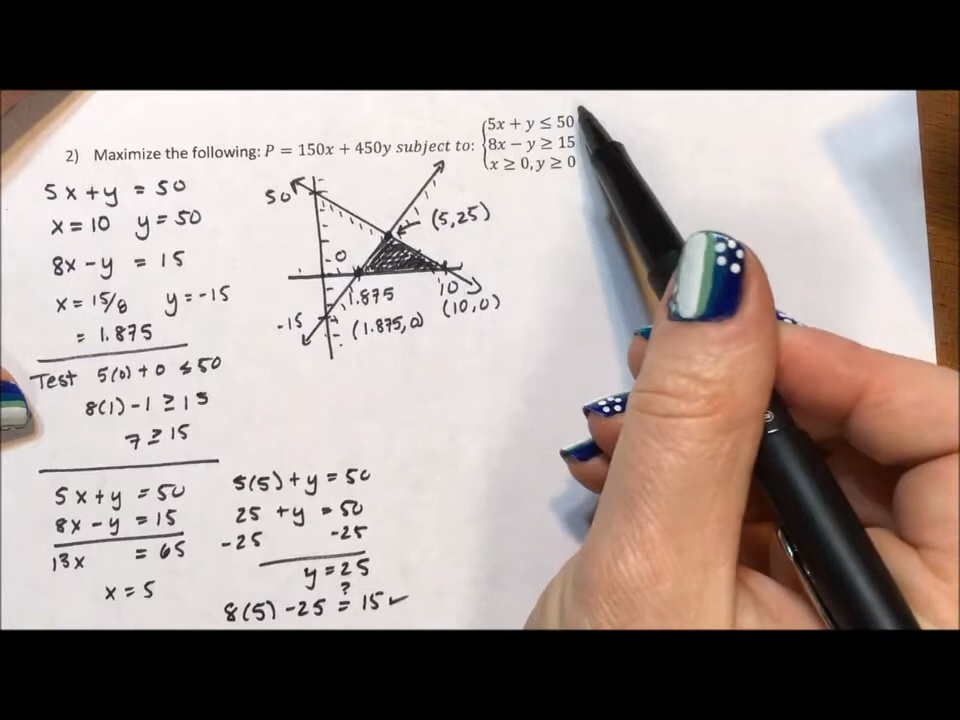 2) Maximize the following: P = 150x + 450y subject to: {5x + y ≤ 50
8x − y ≥ 15
x ≥ 0, y ≥ 0
5x + y = 50
x = 10 y = 50
8x - y = 15
x = 15/8 y = -15
= 1.875
Test 5(0) + 0 ≤ 50
8(1) - 1 ≥ 15
7 ≥ 15
5x + y = 50
8x - y = 15
13x = 65
x = 5
50
(5,25)
0
1.875
10
(10,0)
-15
(1.875,0)
5(5) + y = 50
25 + y = 50
-25 -25
y = 25
?
8(5) - 25 = 15 ✓